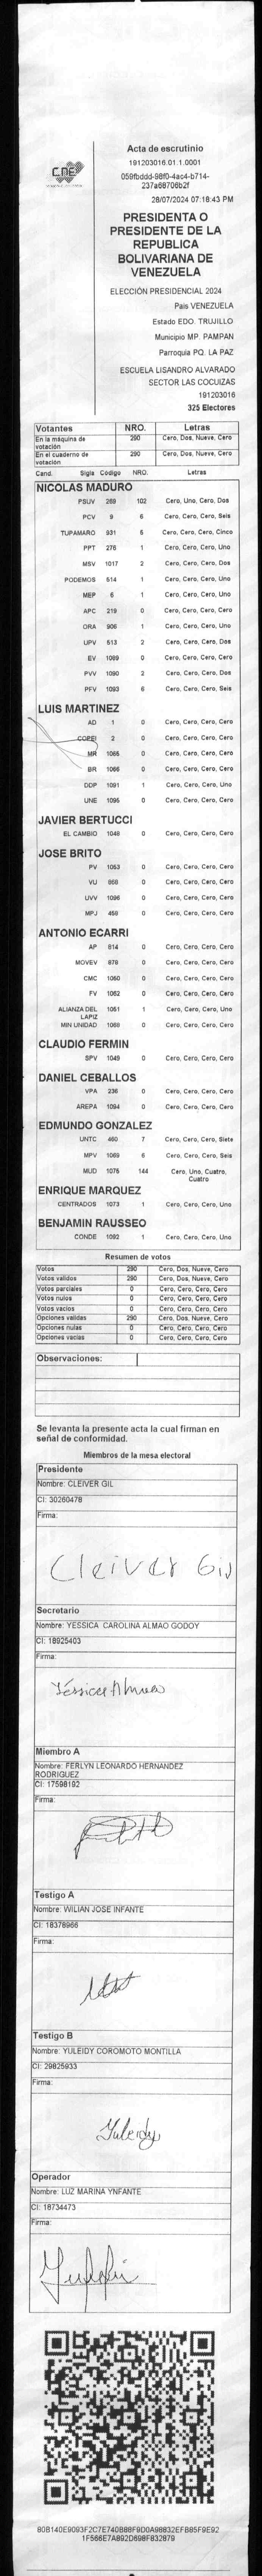 CNE
Acta de escrutinio
191203016.01.1.0001
059fbddd-98f0-4ac4-b714-
237a68706b2f
28/07/2024 07:18:43 PM
PRESIDENTA O
PRESIDENTE DE LA
REPUBLICA
BOLIVARIANA DE
VENEZUELA
ELECCIÓN PRESIDENCIAL 2024
Pais VENEZUELA
Estado EDO. TRUJILLO
Municipio MP. PAMPAN
Parroquia PQ. LA PAZ
ESCUELA LISANDRO ALVARADO
SECTOR LAS COCUIZAS
191203016
325 Electores
Votantes NRO. Letras
En la máquina de votación 290 Cero, Dos, Nueve, Cero
En el cuaderno de votación 290 Cero, Dos, Nueve, Cero
Cand. Sigla Código NRO. Letras
NICOLAS MADURO
PSUV 269 102 Cero, Uno, Cero, Dos
PCV 9 6 Cero, Cero, Cero, Seis
TUPAMARO 931 5 Cero, Cero, Cero, Cinco
PPT 276 1 Cero, Cero, Cero, Uno
MSV 1017 2 Cero, Cero, Cero, Dos
PODEMOS 614 1 Cero, Cero, Cero, Uno
MEP 6 1 Cero, Cero, Cero, Uno
APC 219 0 Cero, Cero, Cero, Cero
ORA 906 1 Cero, Cero, Cero, Uno
UPV 513 2 Cero, Cero, Cero, Dos
EV 1089 0 Cero, Cero, Cero, Cero
PVV 1090 2 Cero, Cero, Cero, Dos
PFV 1093 6 Cero, Cero, Cero, Seis
LUIS MARTINEZ
AD 1 0 Cero, Cero, Cero, Cero
COPEI 2 0 Cero, Cero, Cero, Cero
MR 1065 0 Cero, Cero, Cero, Cero
BR 1066 0 Cero, Cero, Cero, Cero
DDP 1091 1 Cero, Cero, Cero, Uno
UNE 1095 0 Cero, Cero, Cero, Cero
JAVIER BERTUCCI
EL CAMBIO 1048 0 Cero, Cero, Cero, Cero
JOSE BRITO
PV 1053 0 Cero, Cero, Cero, Cero
VU 868 0 Cero, Cero, Cero, Cero
UVV 1096 0 Cero, Cero, Cero, Cero
MPJ 458 0 Cero, Cero, Cero, Cero
ANTONIO ECARRI
AP 814 0 Cero, Cero, Cero, Cero
MOVEV 878 0 Cero, Cero, Cero, Cero
CMC 1060 0 Cero, Cero, Cero, Cero
FV 1062 0 Cero, Cero, Cero, Cero
ALIANZA DEL LAPIZ 1051 1 Cero, Cero, Cero, Uno
MIN UNIDAD 1068 0 Cero, Cero, Cero, Cero
CLAUDIO FERMIN
SPV 1049 0 Cero, Cero, Cero, Cero
DANIEL CEBALLOS
VPA 236 0 Cero, Cero, Cero, Cero
AREPA 1094 0 Cero, Cero, Cero, Cero
EDMUNDO GONZALEZ
UNTC 460 7 Cero, Cero, Cero, Siete
MPV 1069 6 Cero, Cero, Cero, Seis
MUD 1075 144 Cero, Uno, Cuatro, Cuatro
ENRIQUE MARQUEZ
CENTRADOS 1073 1 Cero, Cero, Cero, Uno
BENJAMIN RAUSSEO
CONDE 1092 1 Cero, Cero, Cero, Uno
Resumen de votos
Votos 290 Cero, Dos, Nueve, Cero
Votos validos 290 Cero, Dos, Nueve, Cero
Votos parciales 0 Cero, Cero, Cero, Cero
Votos nulos 0 Cero, Cero, Cero, Cero
Votos vacios 0 Cero, Cero, Cero, Cero
Opciones validas 290 Cero, Dos, Nueve, Cero
Opciones nulas 0 Cero, Cero, Cero, Cero
Opciones vacias 0 Cero, Cero, Cero, Cero
Observaciones:
Se levanta la presente acta la cual firman en
señal de conformidad.
Miembros de la mesa electoral
Presidente
Nombre: CLEIVER GIL
CI: 30260478
Firma:
Cleiver Gil
Secretario
Nombre: YESSICA CAROLINA ALMAO GODOY
CI: 18925403
Firma:
Yessica Almao
Miembro A
Nombre: FERLYN LEONARDO HERNANDEZ
RODRIGUEZ
CI: 17598192
Firma:
Testigo A
Nombre: WILIAN JOSE INFANTE
CI: 18378966
Firma:
Testigo B
Nombre: YULEIDY COROMOTO MONTILLA
CI: 29825933
Firma:
Yuleidy
Operador
Nombre: LUZ MARINA YNFANTE
CI: 18734473
Firma:
80B140E9093F2C7E740B88F9D0A98832EFB85F9E92
1F566E7A892D698F832879